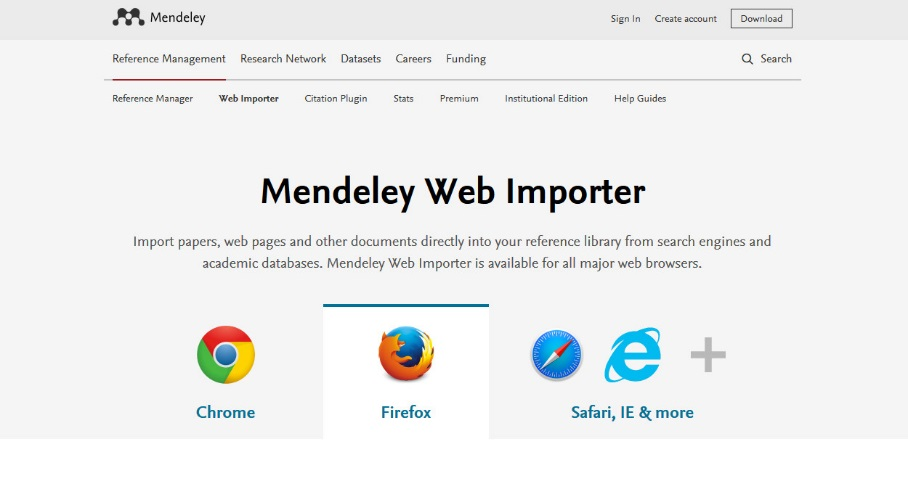 Mendeley
Sign In Create account Download
Reference Management Research Network Datasets Careers Funding Search
Reference Manager Web Importer Citation Plugin Stats Premium Institutional Edition Help Guides
Mendeley Web Importer
Import papers, web pages and other documents directly into your reference library from search engines and
academic databases. Mendeley Web Importer is available for all major web browsers.
Chrome Firefox Safari, IE & more